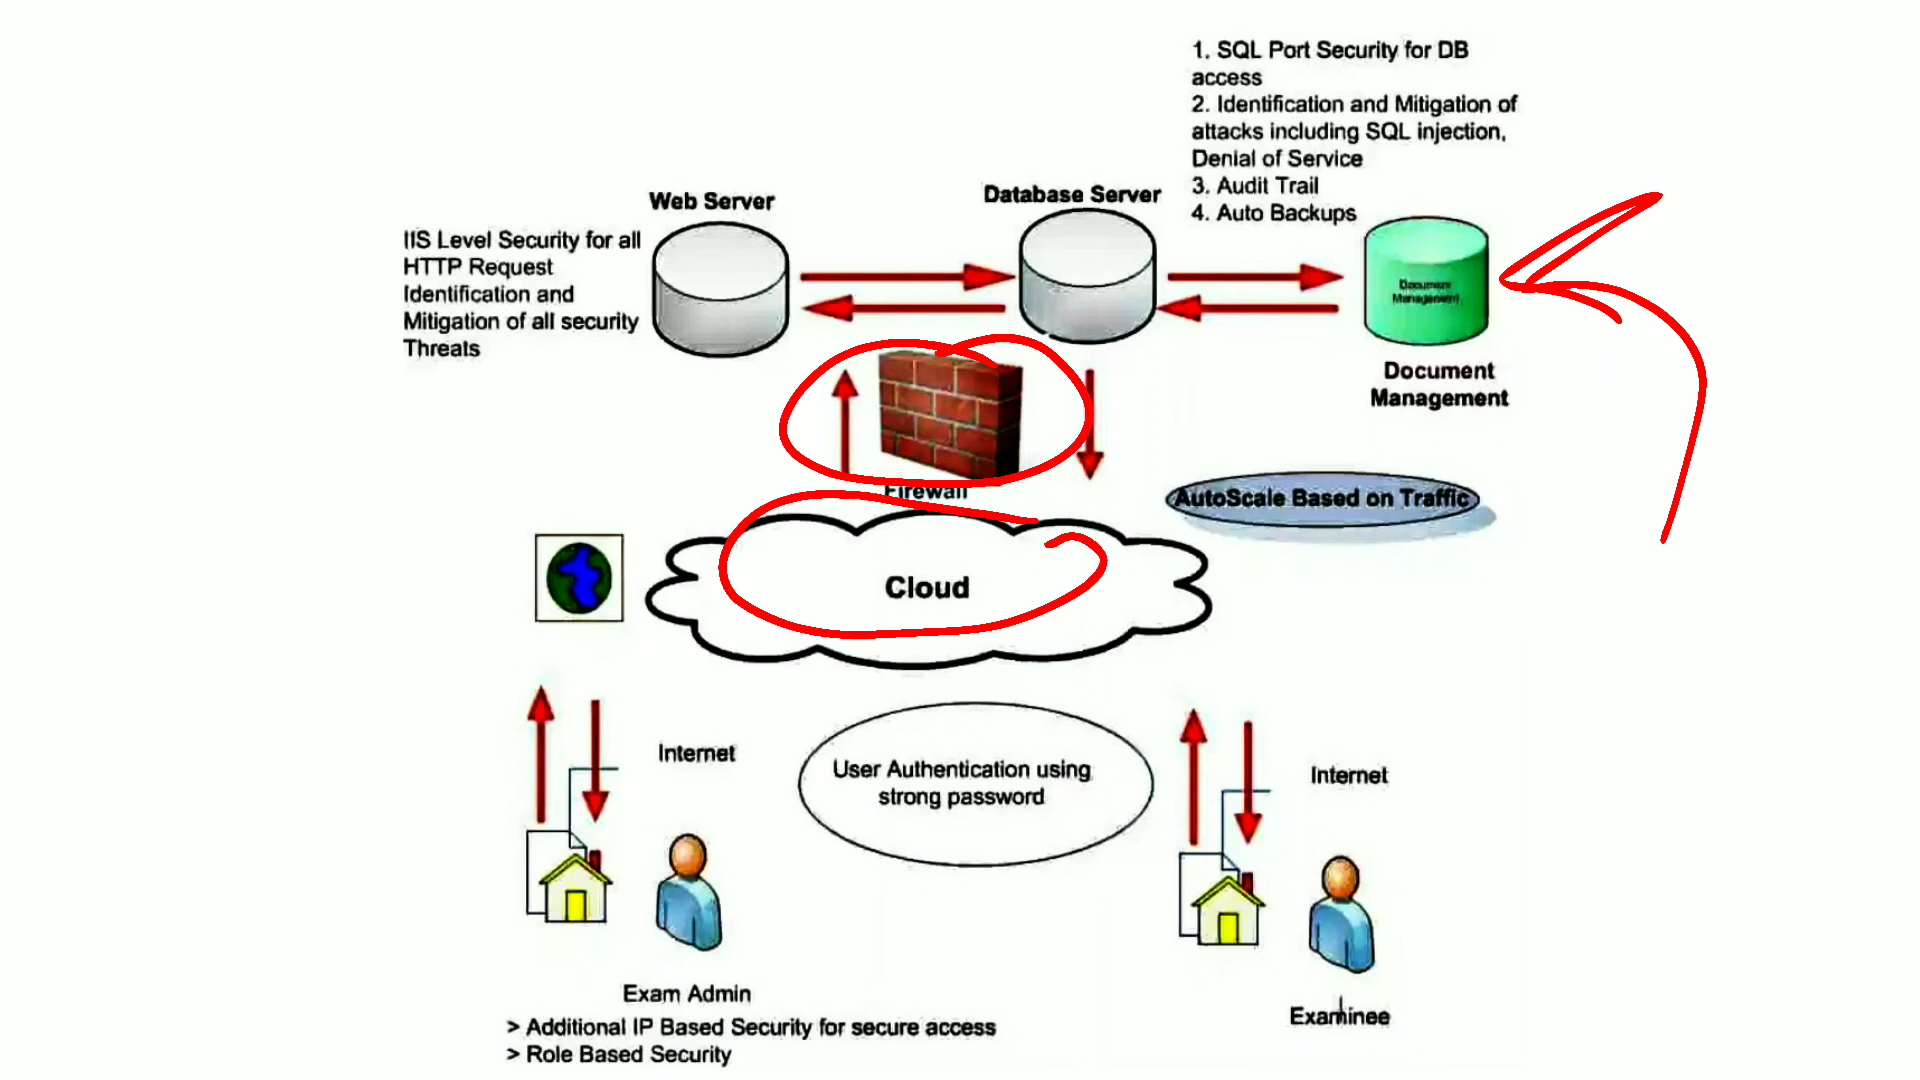 1. SQL Port Security for DB
access
2. Identification and Mitigation of
attacks including SQL injection,
Denial of Service
3. Audit Trail
4. Auto Backups
Web Server
Database Server
IIS Level Security for all
HTTP Request
Identification and
Mitigation of all security
Threats
Document
Management
Document
Management
Firewall
AutoScale Based on Traffic
Cloud
Internet
User Authentication using
strong password
Internet
Exam Admin
> Additional IP Based Security for secure access
> Role Based Security
Examinee